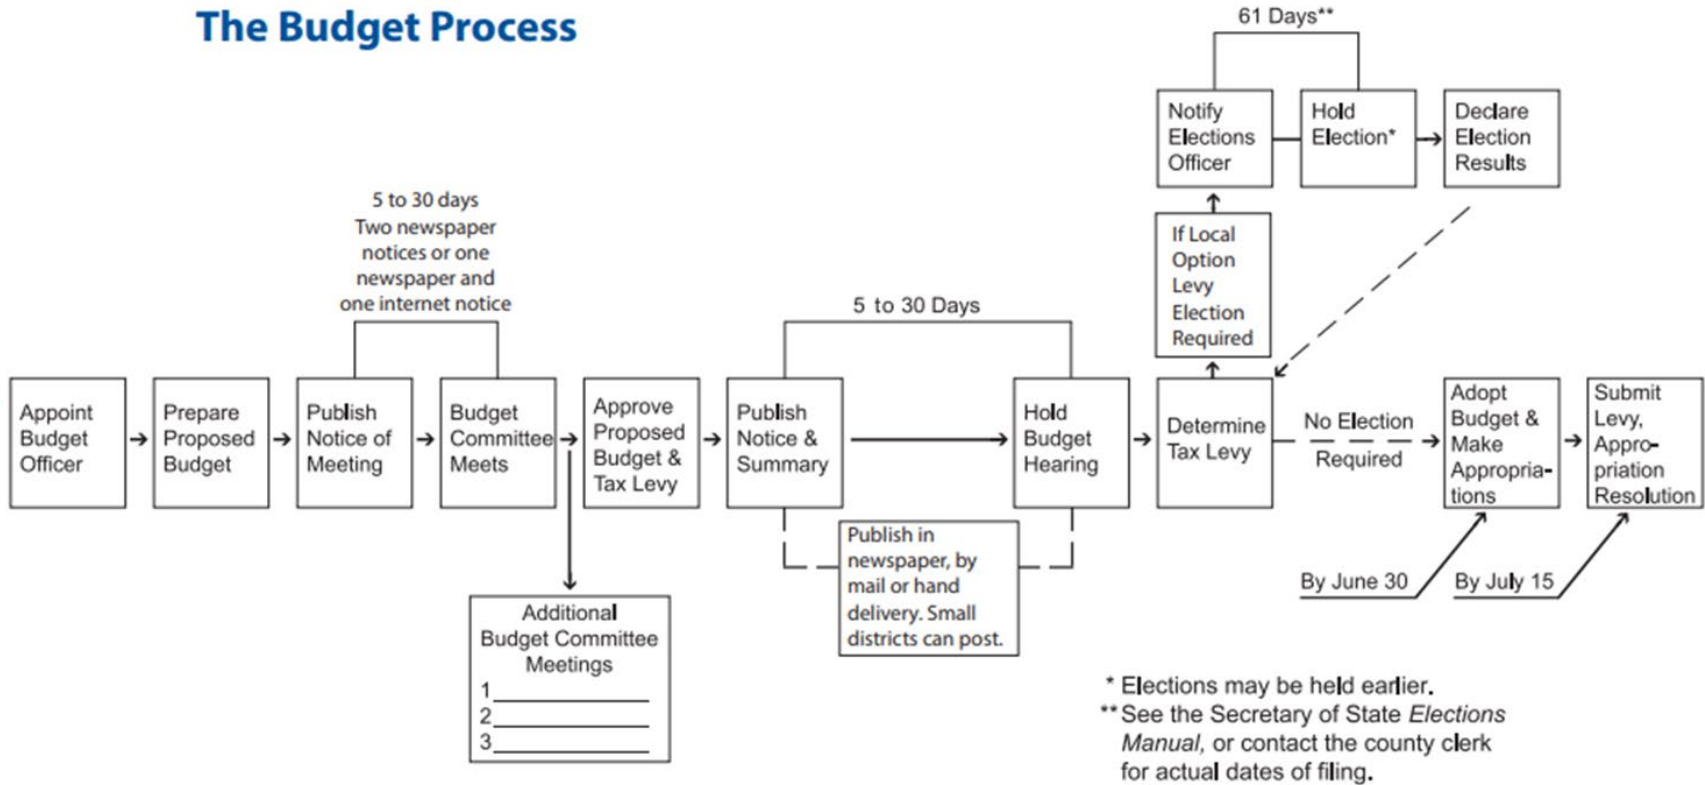 The Budget Process
61 Days**
Notify
Elections
Officer
Hold
Election*
Declare
Election
Results
5 to 30 days
Two newspaper
notices or one
newspaper and
one internet notice
If Local
Option
Levy
Election
Required
5 to 30 Days
Appoint
Budget
Officer
Prepare
Proposed
Budget
Publish
Notice of
Meeting
Budget
Committee
Meets
Approve
Proposed
Budget &
Tax Levy
Publish
Notice &
Summary
Hold
Budget
Hearing
Determine
Tax Levy
No Election
Required
Adopt
Budget &
Make
Appropria-
tions
Submit
Levy,
Appro-
priation
Resolution
Publish in
newspaper, by
mail or hand
delivery. Small
districts can post.
By June 30
By July 15
Additional
Budget Committee
Meetings
1
2
3
* Elections may be held earlier.
**See the Secretary of State Elections
Manual, or contact the county clerk
for actual dates of filing.